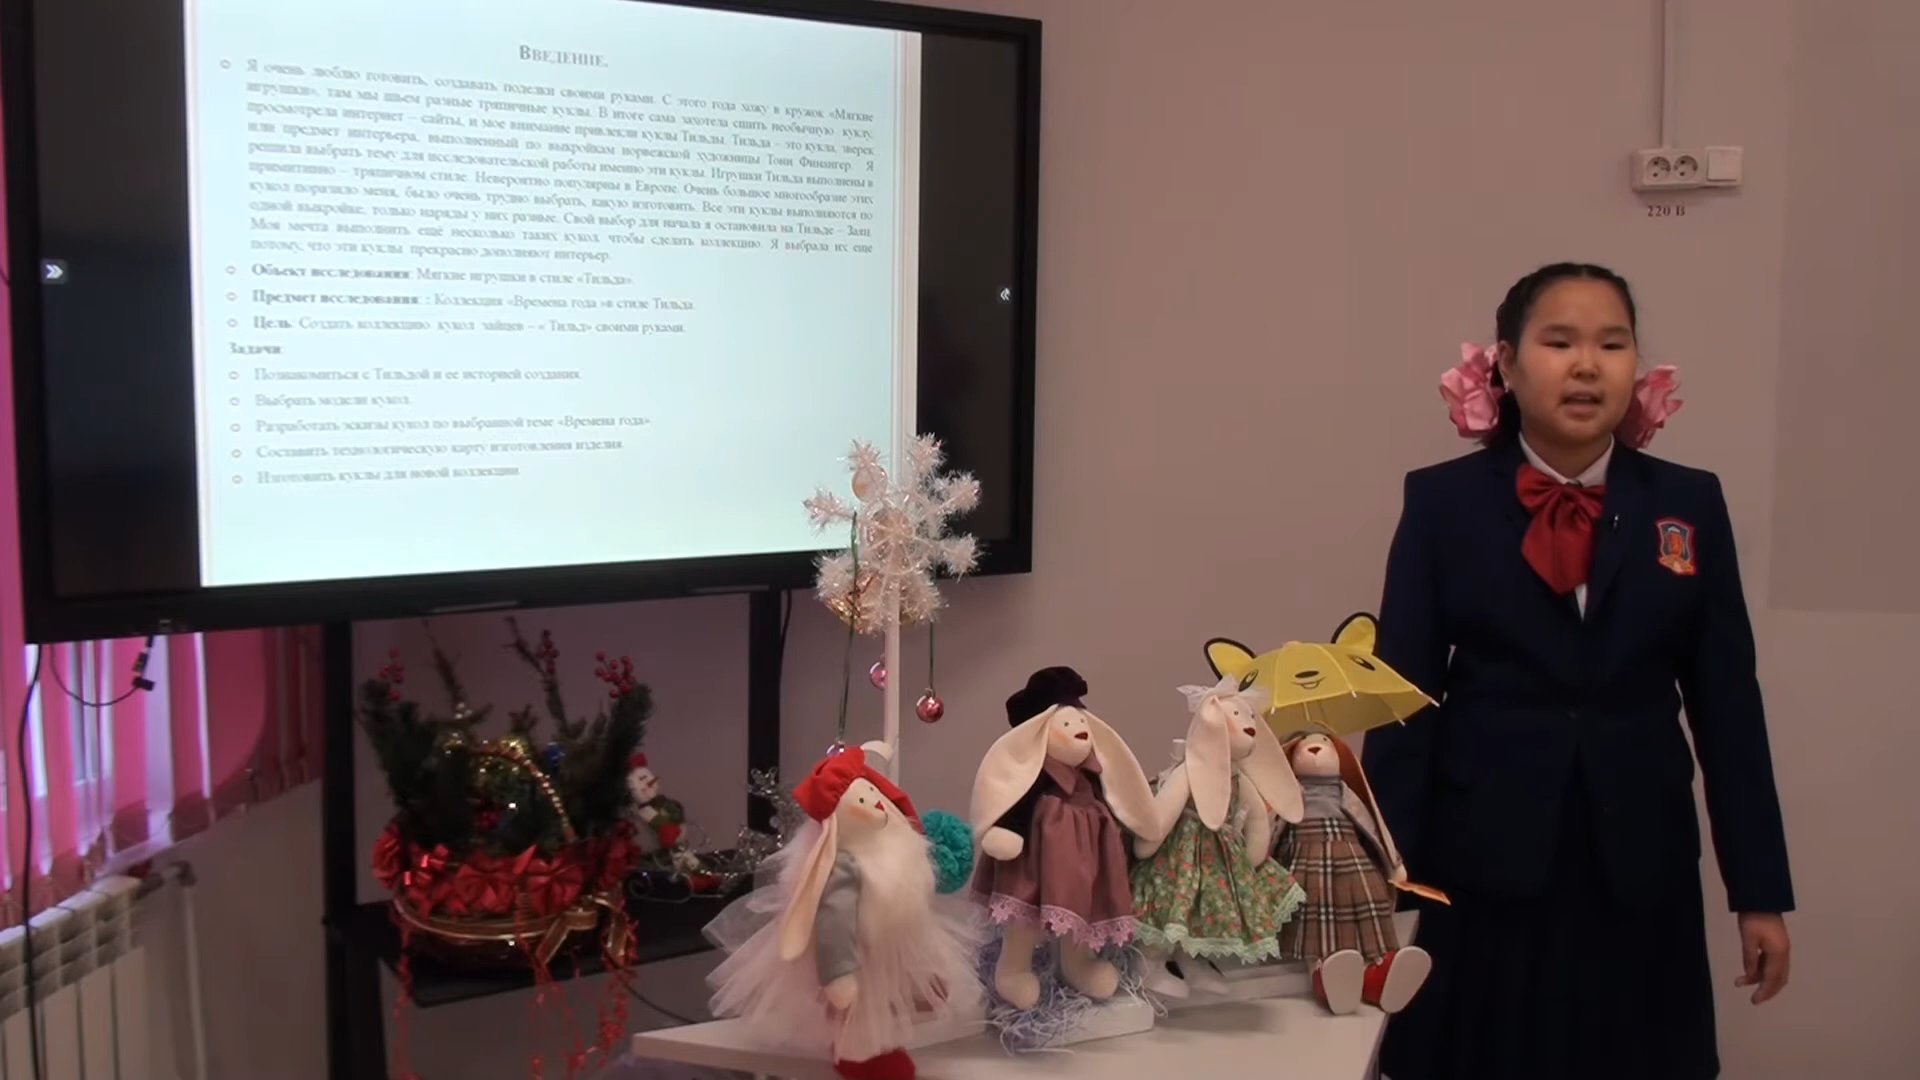 Введение.
Я очень люблю готовить, создавать поделки своими руками. С этого года хожу в кружок «Мягкие
игрушки», там мы шьем разные тряпичные куклы. В итоге сама захотела сшить необычную куклу,
просмотрела интернет – сайты, и мое внимание привлекли куклы Тильды. Тильда – это кукла, зверек
или предмет интерьера, выполненный по выкройкам норвежской художницы Тони Финангер. Я
решила выбрать тему для исследовательской работы именно эти куклы. Игрушки Тильда выполнены в
примитивно – тряпичном стиле. Невероятно популярны в Европе. Очень большое многообразие этих
кукол поразило меня, было очень трудно выбрать, какую изготовить. Все эти куклы выполняются по
одной выкройке, только наряды у них разные. Свой выбор для начала я остановила на Тильде – Заяц.
Моя мечта выполнить ещё несколько таких кукол, чтобы сделать коллекцию. Я выбрала их еще
потому, что эти куклы прекрасно дополняют интерьер.
Объект исследования: Мягкие игрушки в стиле «Тильда».
Предмет исследования: : Коллекция «Времена года »в стиле Тильда.
Цель: Создать коллекцию кукол зайцев – « Тильд» своими руками.
Задачи:
Познакомиться с Тильдой и ее историей создания.
Выбрать модели кукол.
Разработать эскизы кукол по выбранной теме «Времена года».
Составить технологическую карту изготовления изделия.
Изготовить куклы для новой коллекции.
220 В